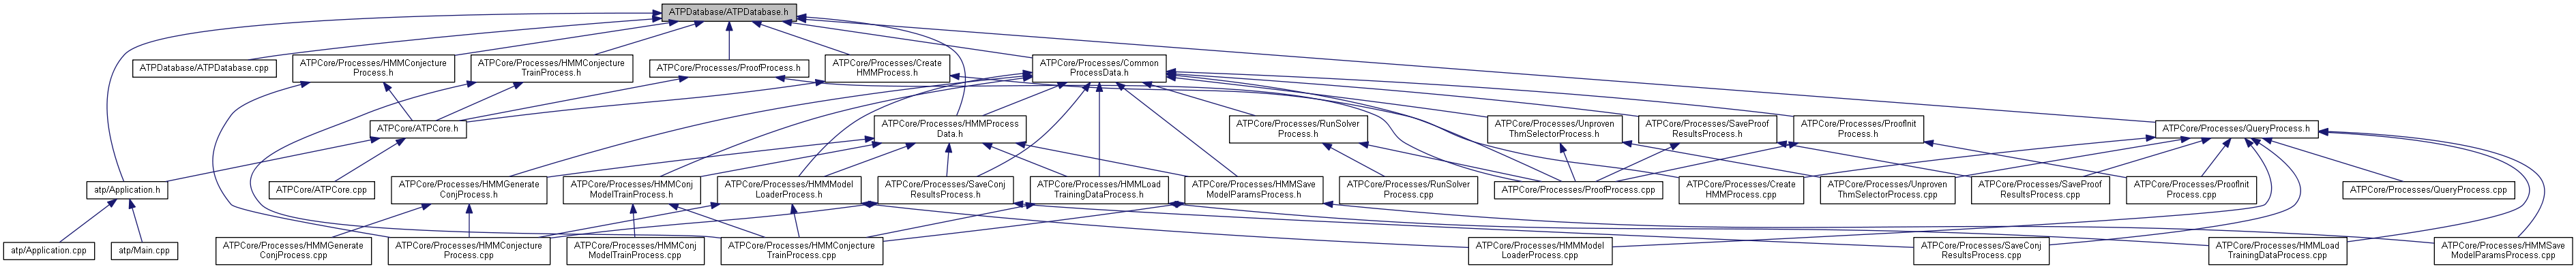 ATPDatabase/ATPDatabase.h
ATPDatabase/ATPDatabase.cpp
ATPCore/Processes/HMMConjecture
Process.h
ATPCore/Processes/HMMConjecture
TrainProcess.h
ATPCore/Processes/ProofProcess.h
ATPCore/Processes/Create
HMMProcess.h
ATPCore/Processes/Common
ProcessData.h
ATPCore/ATPCore.h
ATPCore/Processes/HMMProcess
Data.h
ATPCore/Processes/RunSolver
Process.h
ATPCore/Processes/Unproven
ThmSelectorProcess.h
ATPCore/Processes/SaveProof
ResultsProcess.h
ATPCore/Processes/ProofInit
Process.h
ATPCore/Processes/QueryProcess.h
atp/Application.h
ATPCore/ATPCore.cpp
ATPCore/Processes/HMMGenerate
ConjProcess.h
ATPCore/Processes/HMMConj
ModelTrainProcess.h
ATPCore/Processes/HMMModel
LoaderProcess.h
ATPCore/Processes/SaveConj
ResultsProcess.h
ATPCore/Processes/HMMLoad
TrainingDataProcess.h
ATPCore/Processes/HMMSave
ModelParamsProcess.h
ATPCore/Processes/RunSolver
Process.cpp
ATPCore/Processes/ProofProcess.cpp
ATPCore/Processes/Create
HMMProcess.cpp
ATPCore/Processes/Unproven
ThmSelectorProcess.cpp
ATPCore/Processes/SaveProof
ResultsProcess.cpp
ATPCore/Processes/ProofInit
Process.cpp
ATPCore/Processes/QueryProcess.cpp
atp/Application.cpp
atp/Main.cpp
ATPCore/Processes/HMMGenerate
ConjProcess.cpp
ATPCore/Processes/HMMConjecture
Process.cpp
ATPCore/Processes/HMMConj
ModelTrainProcess.cpp
ATPCore/Processes/HMMConjecture
TrainProcess.cpp
ATPCore/Processes/HMMModel
LoaderProcess.cpp
ATPCore/Processes/SaveConj
ResultsProcess.cpp
ATPCore/Processes/HMMLoad
TrainingDataProcess.cpp
ATPCore/Processes/HMMSave
ModelParamsProcess.cpp